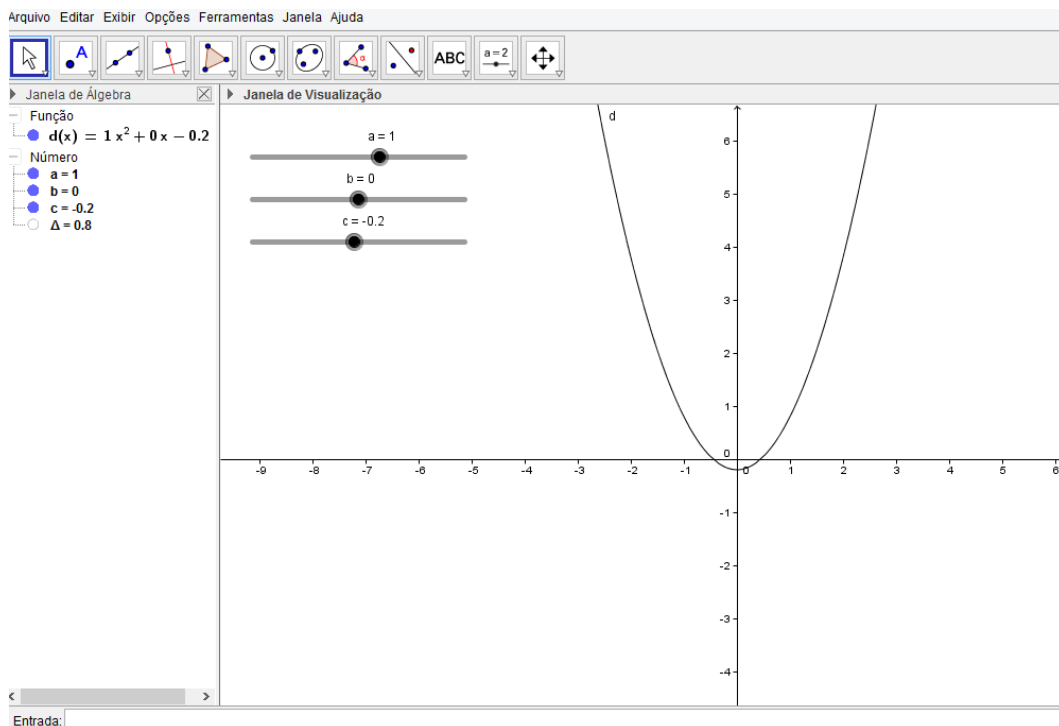 Arquivo Editar Exibir Opções Ferramentas Janela Ajuda
A
α
ABC
a=2
Janela de Álgebra
Janela de Visualização
Função
d(x) = 1 x² + 0 x − 0.2
Número
a = 1
b = 0
c = -0.2
Δ = 0.8
a = 1
b = 0
c = -0.2
d
6
5
4
3
2
1
0
-9 -8 -7 -6 -5 -4 -3 -2 -1 0 1 2 3 4 5 6
-1
-2
-3
-4
Entrada: